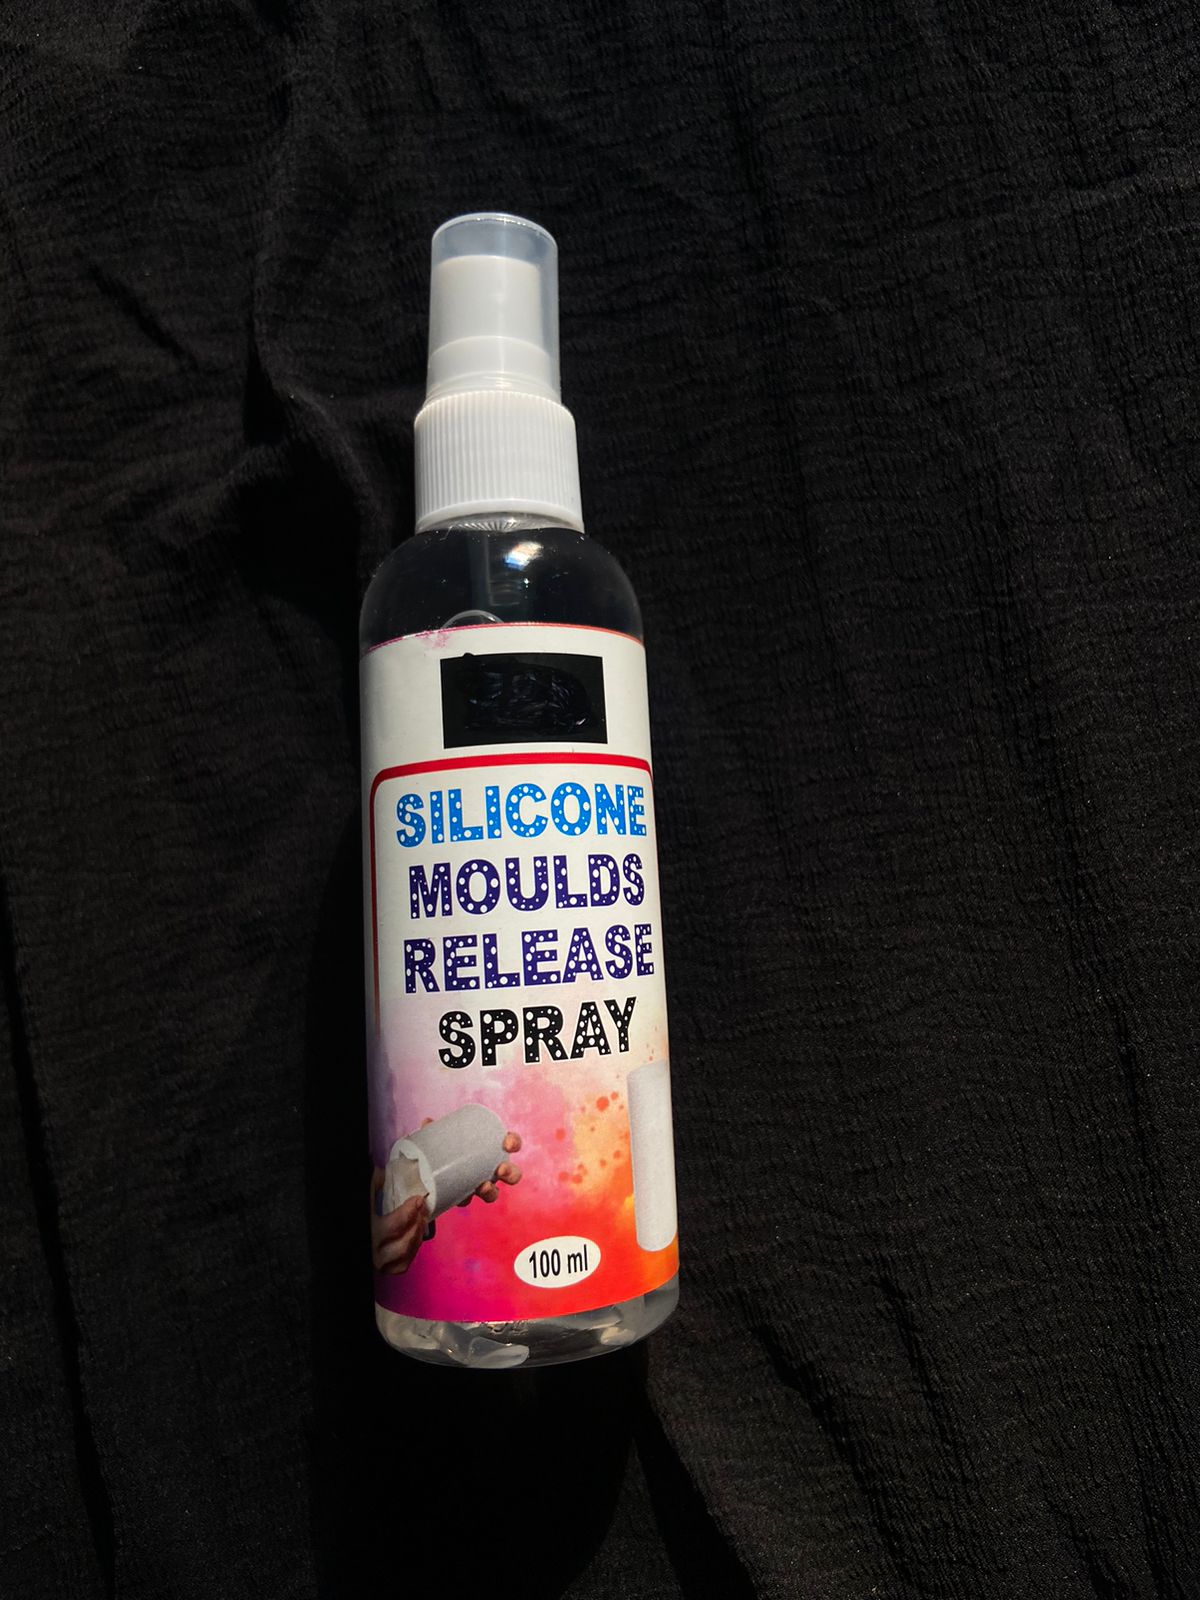 SILICONE
MOULDS
RELEASE
SPRAY
100 ml